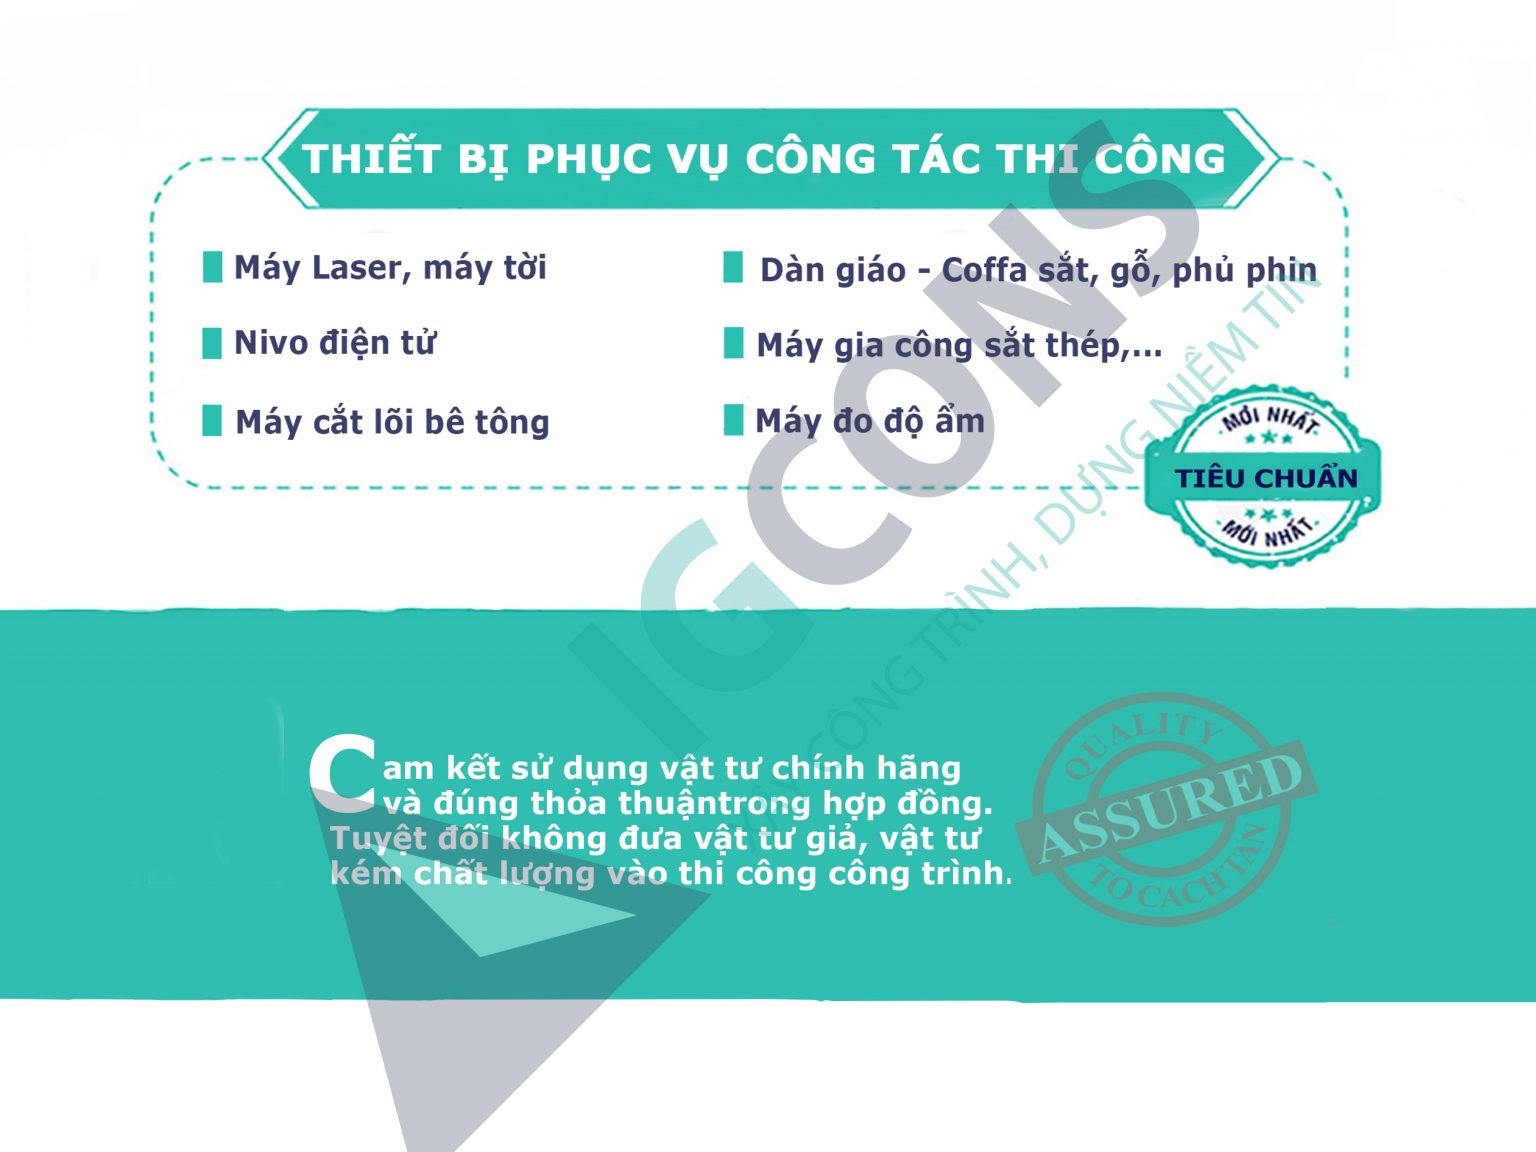 THIẾT BỊ PHỤC VỤ CÔNG TÁC THI CÔNG
Máy Laser, máy tời
Nivo điện tử
Máy cắt lõi bê tông
Dàn giáo - Coffa sắt, gỗ, phủ phin
Máy gia công sắt thép,...
Máy đo độ ẩm
MỚI NHẤT
TIÊU CHUẨN
MỚI NHẤT
IGCONS
XÂY CÔNG TRÌNH, DỰNG NIỀM TIN
Cam kết sử dụng vật tư chính hãng
và đúng thỏa thuậntrong hợp đồng.
Tuyệt đối không đưa vật tư giả, vật tư
kém chất lượng vào thi công công trình.
QUALITY
ASSURED
TO CACH TAN